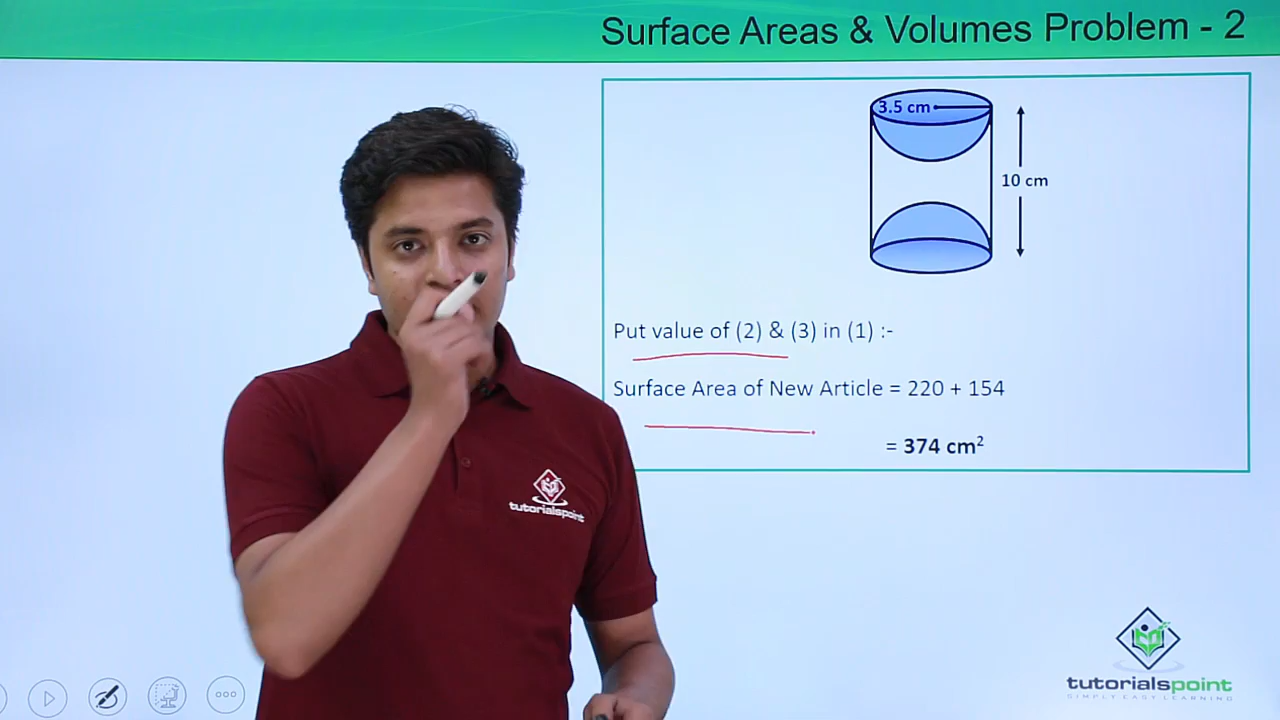 Surface Areas & Volumes Problem - 2
3.5 cm
10 cm
Put value of (2) & (3) in (1) :-
Surface Area of New Article = 220 + 154
= 374 cm²
tutorialspoint
tutorialspoint
SIMPLY EASY LEARNING